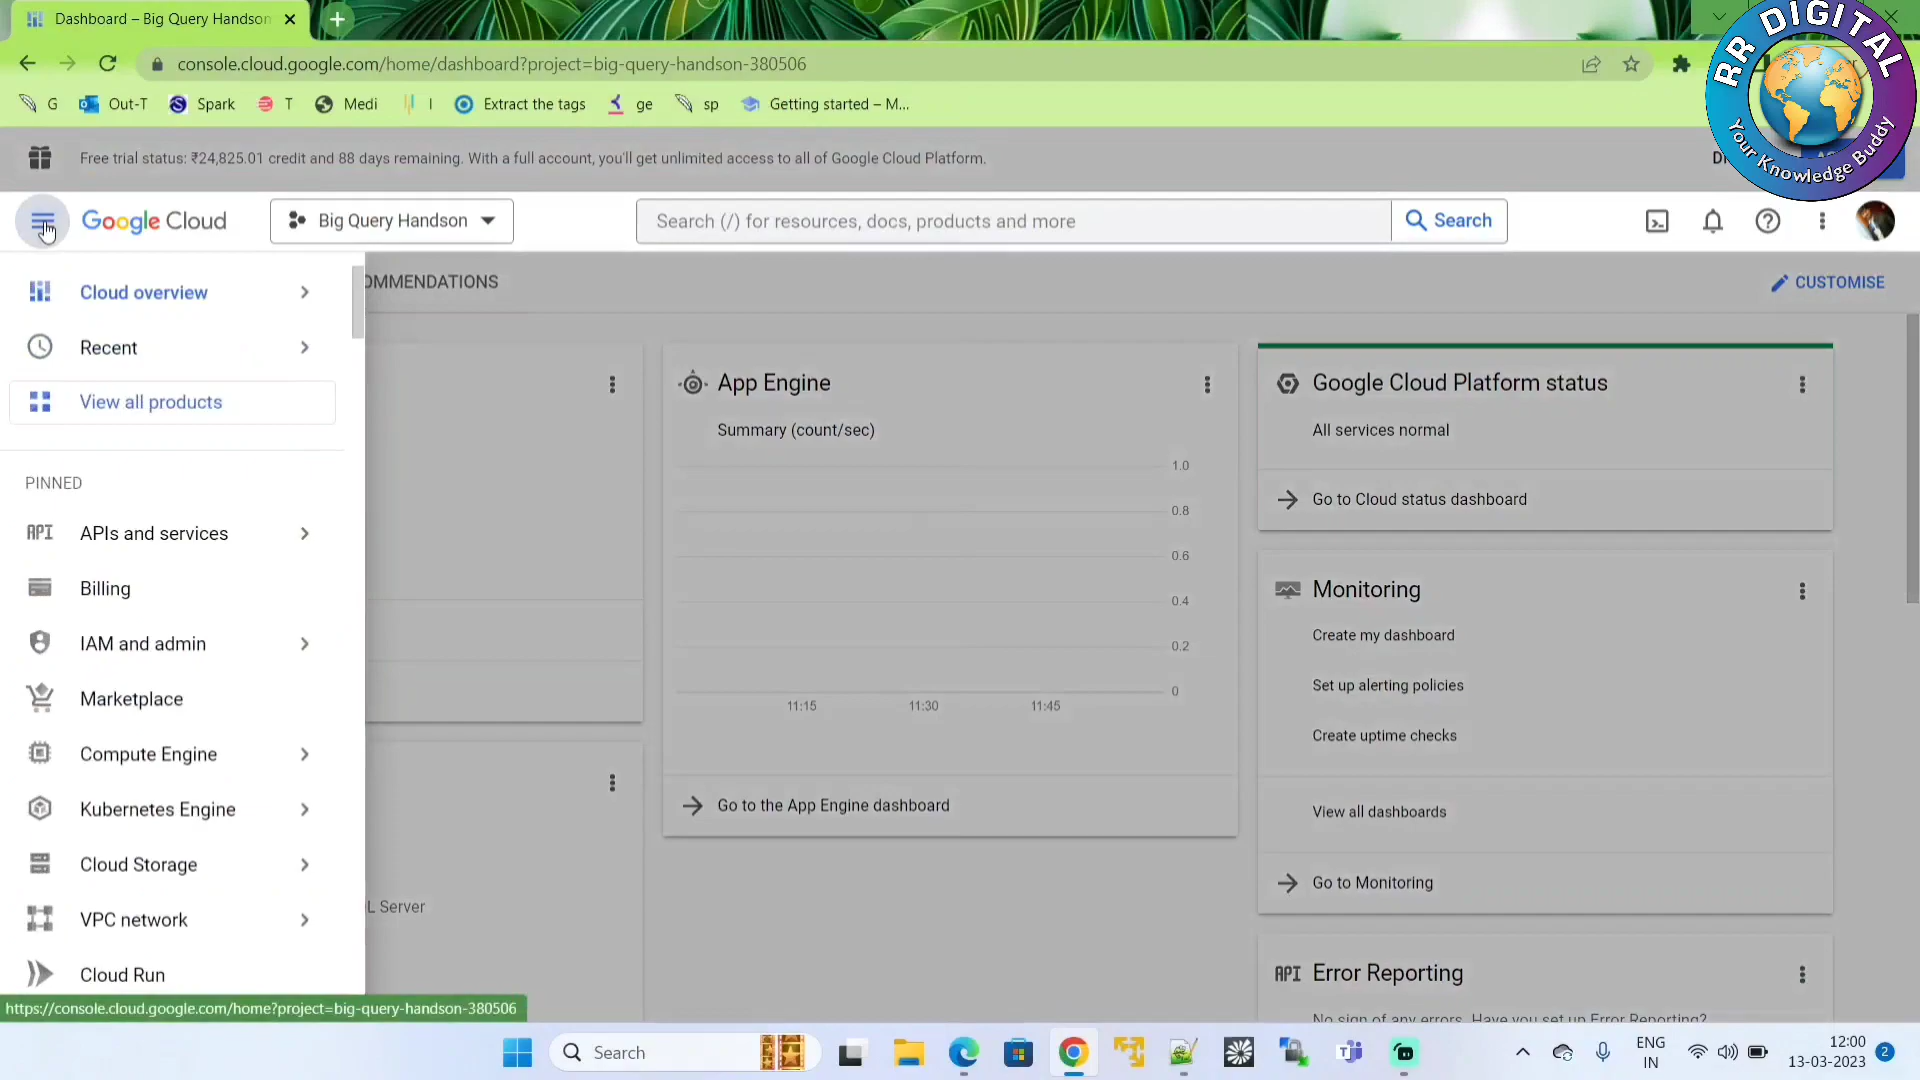 Dashboard – Big Query Handson
console.cloud.google.com/home/dashboard?project=big-query-handson-380506
G
Out-T
Spark
T
Medi
I
Extract the tags
ge
sp
Getting started – M...
RR DIGITAL
Your Knowledge Buddy
Free trial status: ₹24,825.01 credit and 88 days remaining. With a full account, you'll get unlimited access to all of Google Cloud Platform.
Google Cloud
Big Query Handson
Search (/) for resources, docs, products and more
Search
Cloud overview
OMMENDATIONS
CUSTOMISE
Recent
View all products
PINNED
API APIs and services
Billing
IAM and admin
Marketplace
Compute Engine
Kubernetes Engine
Cloud Storage
VPC network
Cloud Run
L Server
App Engine
Summary (count/sec)
1.0
0.8
0.6
0.4
0.2
0
11:15
11:30
11:45
Go to the App Engine dashboard
Google Cloud Platform status
All services normal
Go to Cloud status dashboard
Monitoring
Create my dashboard
Set up alerting policies
Create uptime checks
View all dashboards
Go to Monitoring
API Error Reporting
No sign of any errors. Have you set up Error Reporting?
https://console.cloud.google.com/home?project=big-query-handson-380506
Search
ENG
IN
12:00
13-03-2023
2